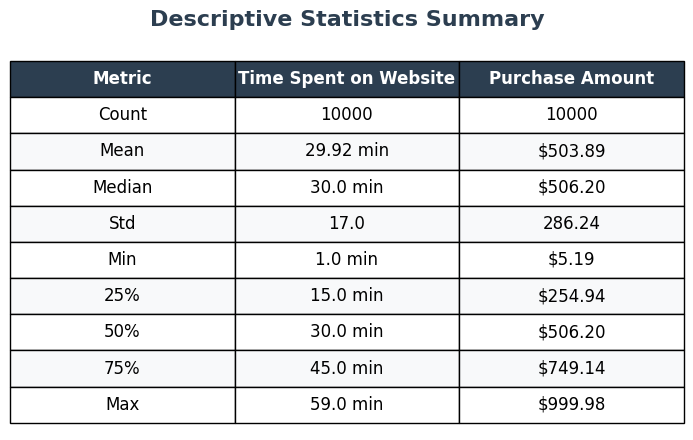 Descriptive Statistics Summary
Metric Time Spent on Website Purchase Amount
Count 10000 10000
Mean 29.92 min $503.89
Median 30.0 min $506.20
Std 17.0 286.24
Min 1.0 min $5.19
25% 15.0 min $254.94
50% 30.0 min $506.20
75% 45.0 min $749.14
Max 59.0 min $999.98